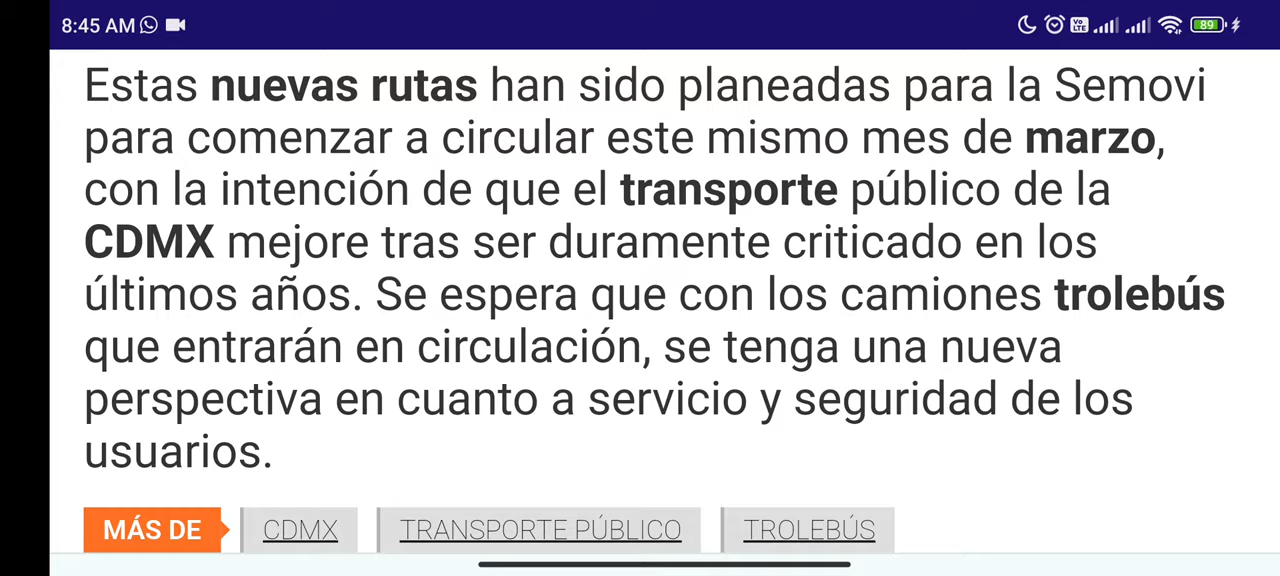 8:45 AM
89
Estas nuevas rutas han sido planeadas para la Semovi
para comenzar a circular este mismo mes de marzo,
con la intención de que el transporte público de la
CDMX mejore tras ser duramente criticado en los
últimos años. Se espera que con los camiones trolebús
que entrarán en circulación, se tenga una nueva
perspectiva en cuanto a servicio y seguridad de los
usuarios.
MÁS DE CDMX TRANSPORTE PÚBLICO TROLEBÚS